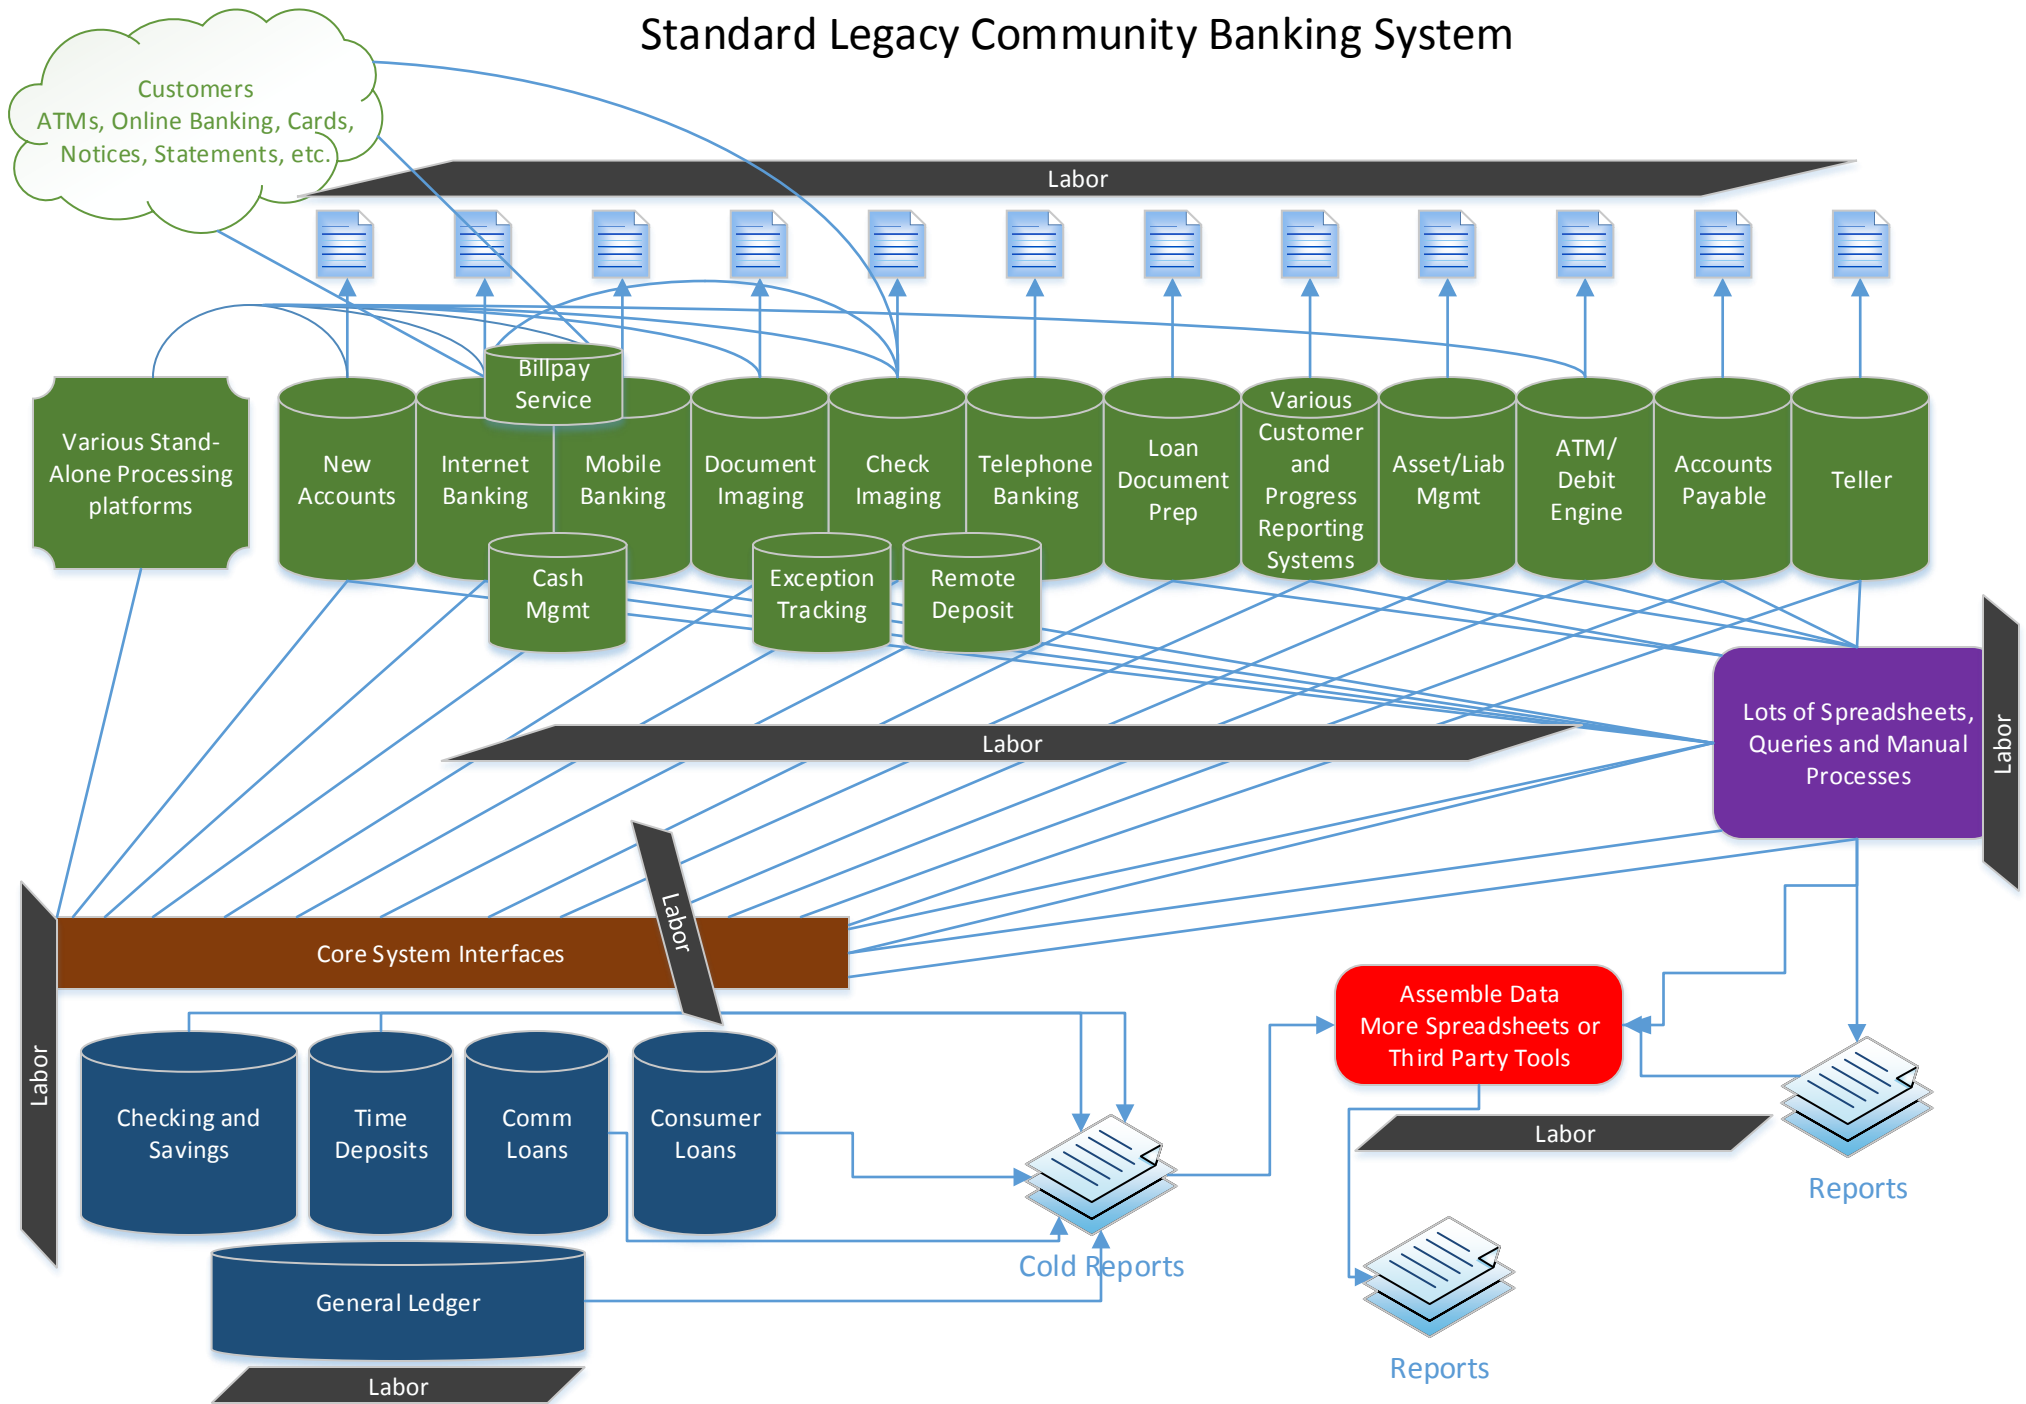 Standard Legacy Community Banking System
Customers
ATMs, Online Banking, Cards,
Notices, Statements, etc.
Labor
Billpay
Service
Various Stand-
Alone Processing
platforms
New
Accounts
Internet
Banking
Mobile
Banking
Document
Imaging
Check
Imaging
Telephone
Banking
Loan
Document
Prep
Various
Customer
and
Progress
Reporting
Systems
Asset/Liab
Mgmt
ATM/
Debit
Engine
Accounts
Payable
Teller
Cash
Mgmt
Exception
Tracking
Remote
Deposit
Labor
Lots of Spreadsheets,
Queries and Manual
Processes
Labor
Labor
Core System Interfaces
Labor
Assemble Data
More Spreadsheets or
Third Party Tools
Checking and
Savings
Time
Deposits
Comm
Loans
Consumer
Loans
Labor
Reports
Cold Reports
General Ledger
Reports
Labor